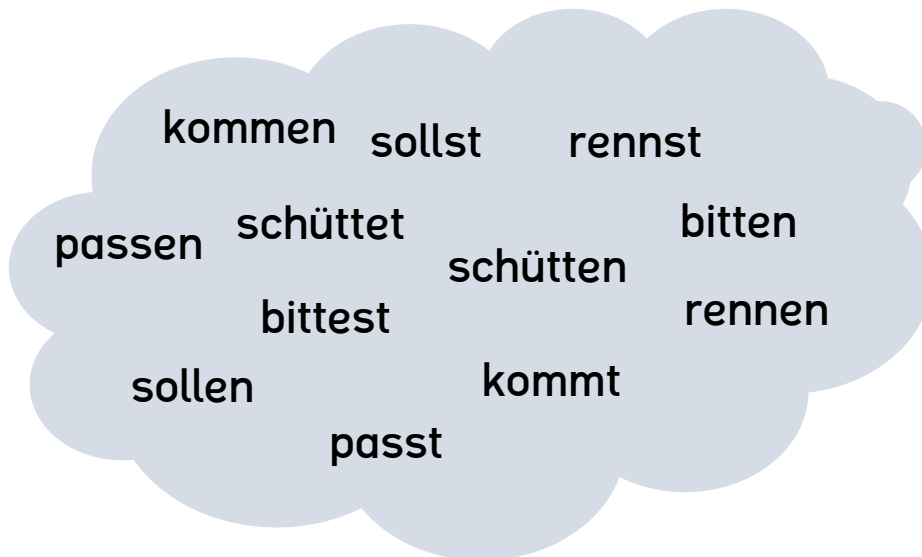 kommen
sollst
rennst
passen
schüttet
bitten
schütten
bittest
rennen
sollen
kommt
passt